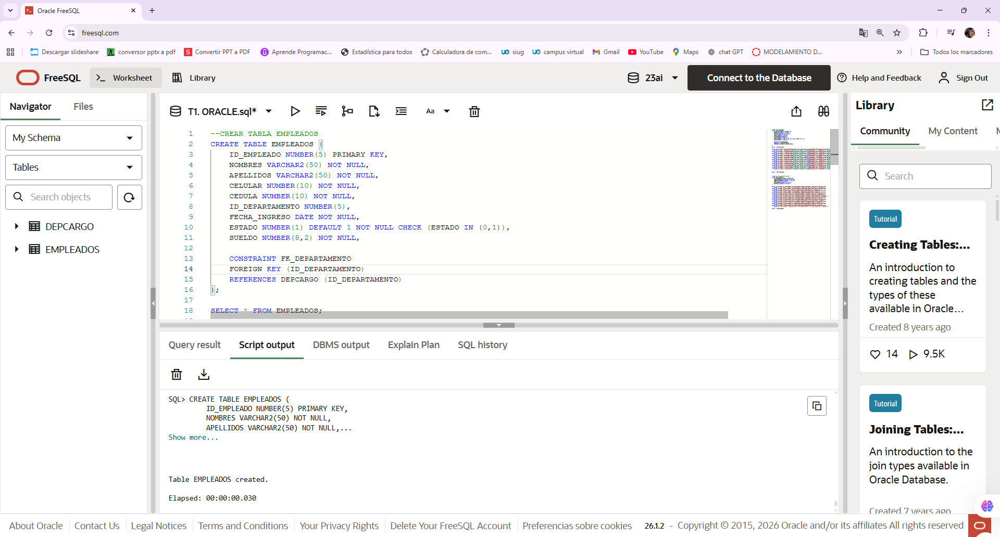 Oracle FreeSQL
freesql.com
Descargar slideshare
conversor pptx a pdf
Convertir PPT a PDF
Aprende Programac...
Estadística para todos
Calculadora de com...
UG siug
UG campus virtual
Gmail
YouTube
Maps
chat GPT
MODELAMIENTO D...
Todos los marcadores
FreeSQL
Worksheet
Library
23ai
Connect to the Database
Help and Feedback
Sign Out
Navigator
Files
My Schema
Tables
Search objects
DEPCARGO
EMPLEADOS
T1. ORACLE.sql*
Aa
1 --CREAR TABLA EMPLEADOS
2 CREATE TABLE EMPLEADOS (
3 ID_EMPLEADO NUMBER(5) PRIMARY KEY,
4 NOMBRES VARCHAR2(50) NOT NULL,
5 APELLIDOS VARCHAR2(50) NOT NULL,
6 CELULAR NUMBER(10) NOT NULL,
7 CEDULA NUMBER(10) NOT NULL,
8 ID_DEPARTAMENTO NUMBER(5),
9 FECHA_INGRESO DATE NOT NULL,
10 ESTADO NUMBER(1) DEFAULT 1 NOT NULL CHECK (ESTADO IN (0,1)),
11 SUELDO NUMBER(8,2) NOT NULL,
12
13 CONSTRAINT FK_DEPARTAMENTO
14 FOREIGN KEY (ID_DEPARTAMENTO)
15 REFERENCES DEPCARGO (ID_DEPARTAMENTO)
16 );
17
18 SELECT * FROM EMPLEADOS;
Query result
Script output
DBMS output
Explain Plan
SQL history
SQL> CREATE TABLE EMPLEADOS (
ID_EMPLEADO NUMBER(5) PRIMARY KEY,
NOMBRES VARCHAR2(50) NOT NULL,
APELLIDOS VARCHAR2(50) NOT NULL,...
Show more...
Table EMPLEADOS created.
Elapsed: 00:00:00.030
Library
Community
My Content
M
Search
Tutorial
Creating Tables:...
An introduction to
creating tables and the
types of these
available in Oracle...
Created 8 years ago
14
9.5K
Tutorial
Joining Tables:...
An introduction to the
join types available in
Oracle Database.
Created 7 years ago
About Oracle
Contact Us
Legal Notices
Terms and Conditions
Your Privacy Rights
Delete Your FreeSQL Account
Preferencias sobre cookies
26.1.2 - Copyright © 2015, 2026 Oracle and/or its affiliates All rights reserved